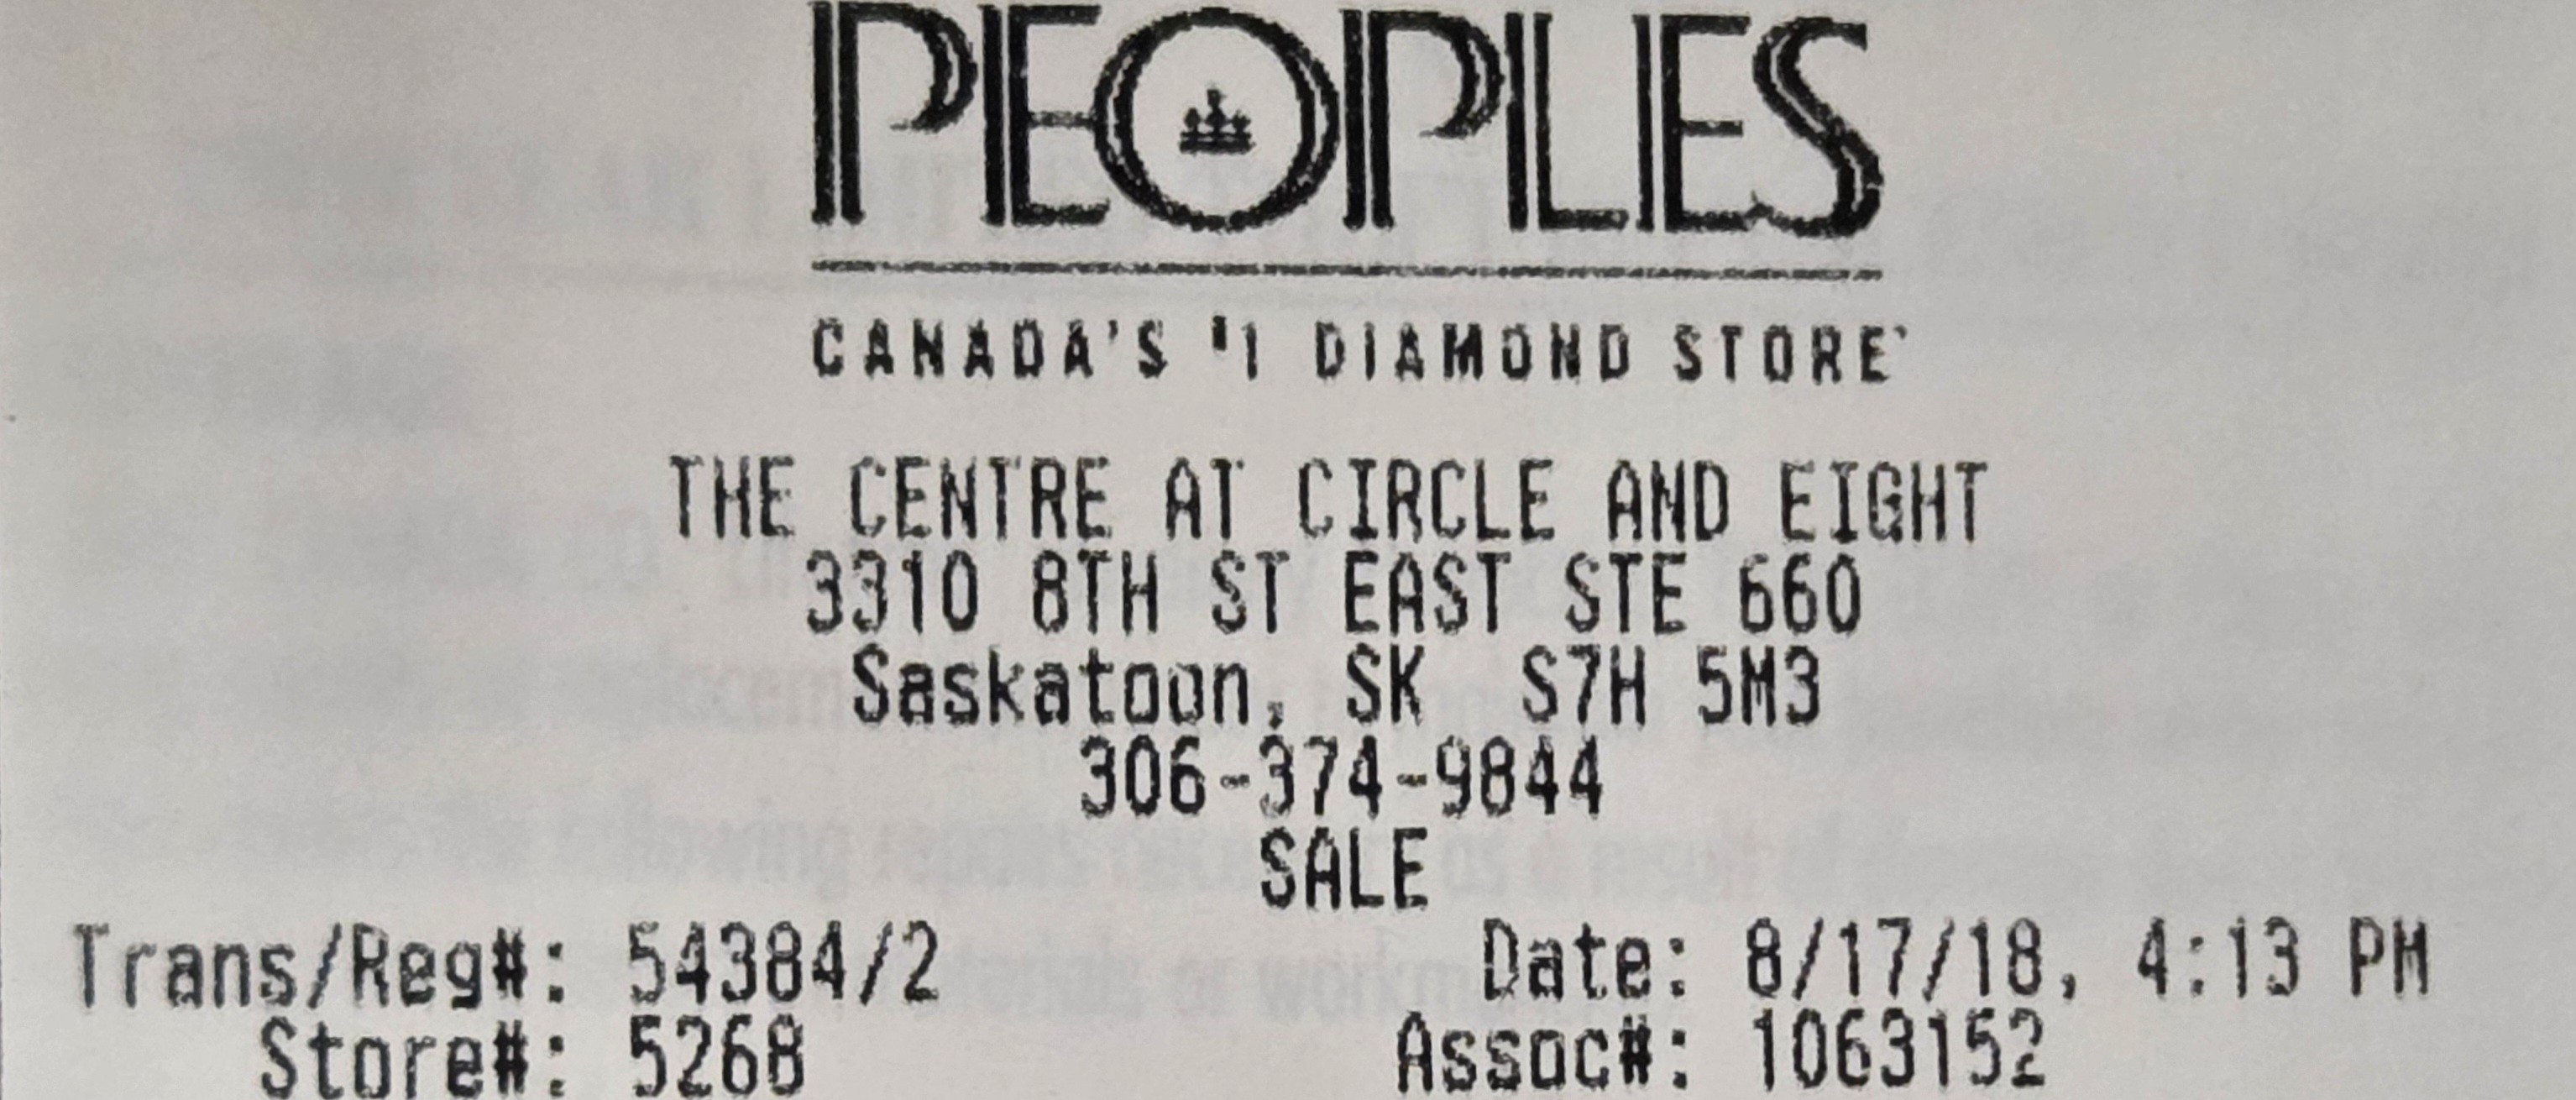 PEOPLES
CANADA'S #1 DIAMOND STORE
THE CENTRE AT CIRCLE AND EIGHT
3310 8TH ST EAST STE 660
Saskatoon, SK  S7H 5M3
306-374-9844
SALE
Trans/Reg#: 54384/2 Date: 8/17/18, 4:13 PM
Store#: 5268 Assoc#: 1063152